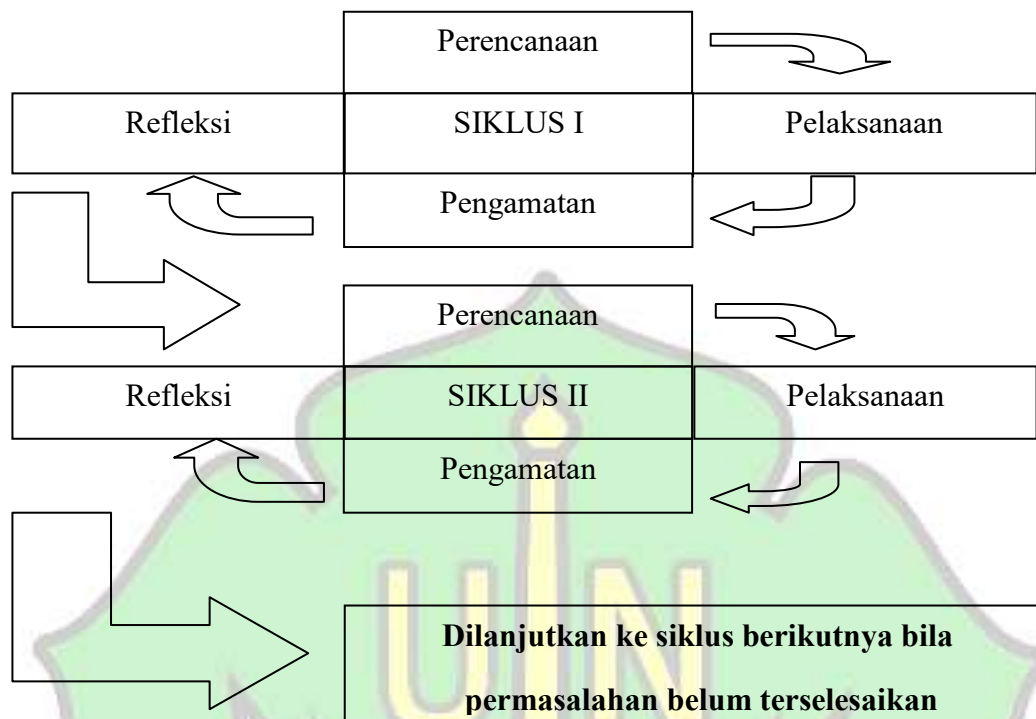 Perencanaan
Refleksi SIKLUS I Pelaksanaan
Pengamatan
Perencanaan
Refleksi SIKLUS II Pelaksanaan
Pengamatan
UIN
Dilanjutkan ke siklus berikutnya bila
permasalahan belum terselesaikan